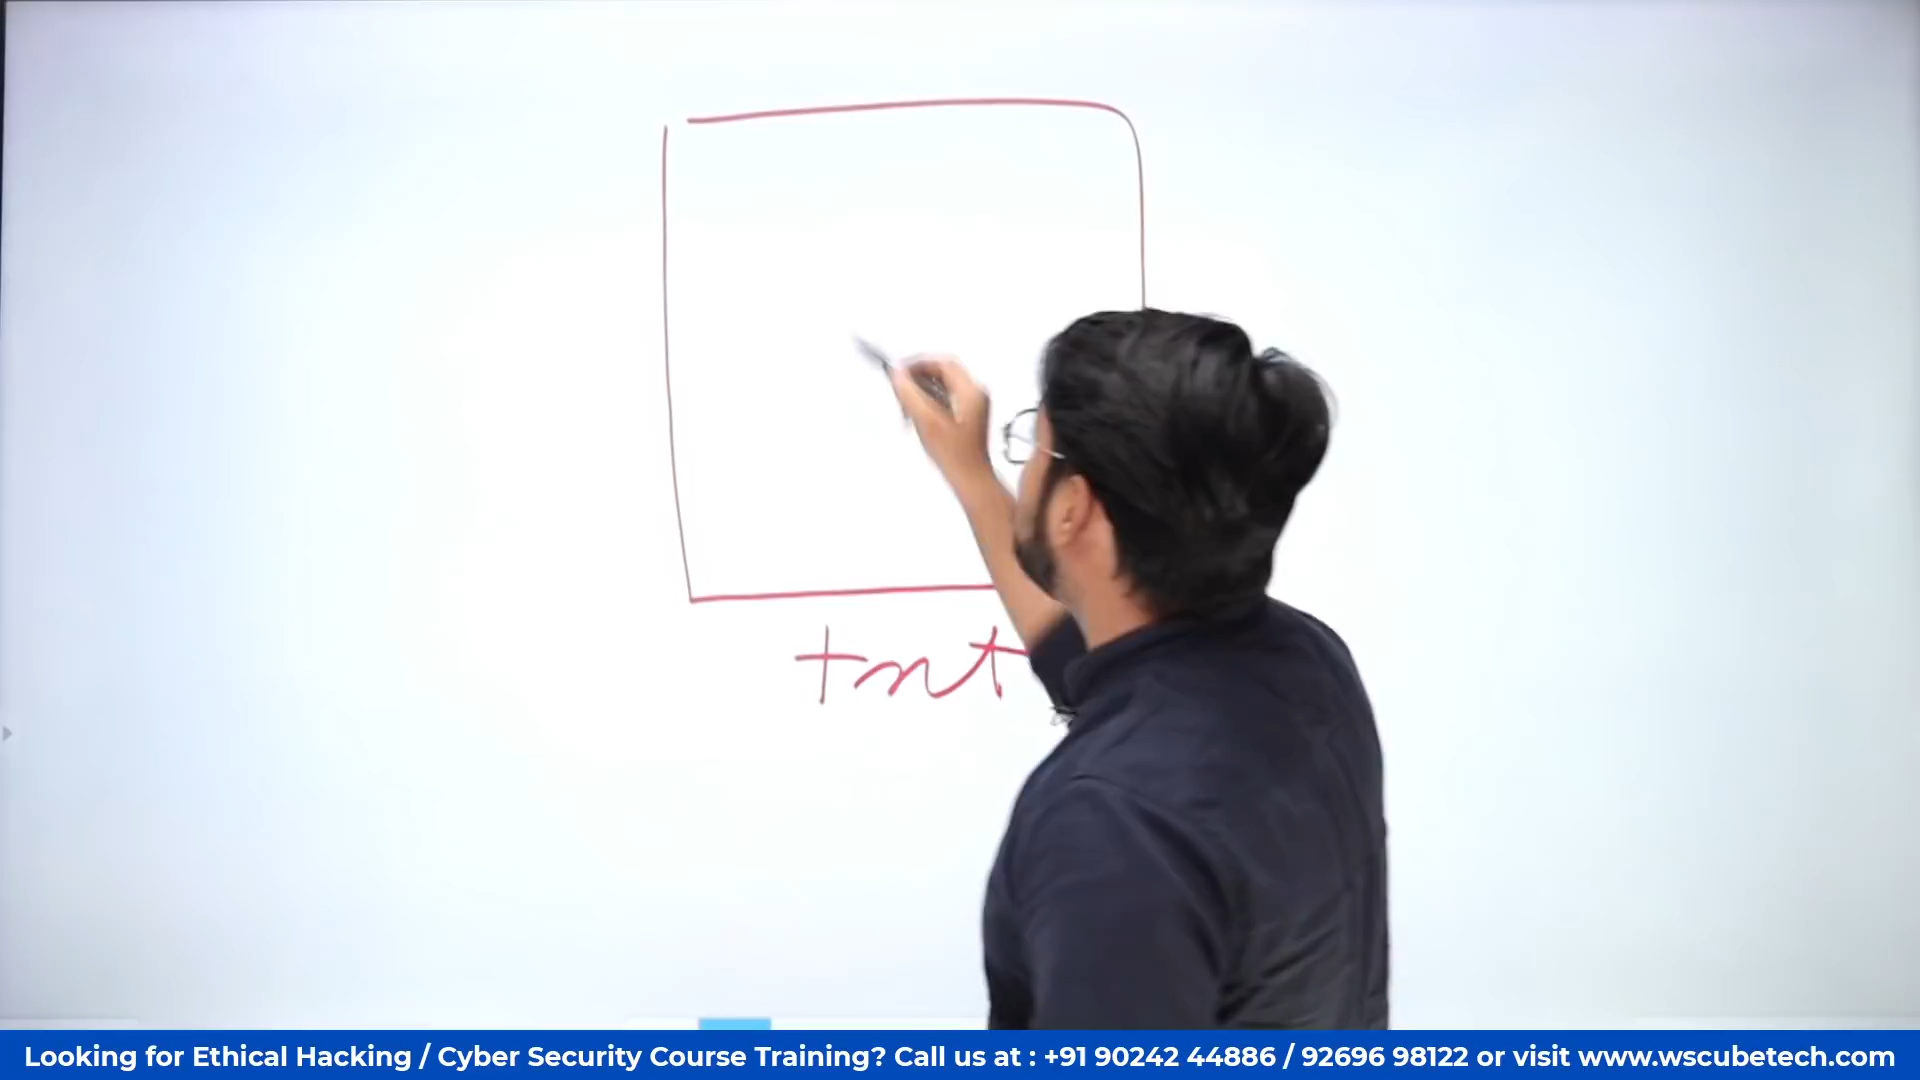 txt
Looking for Ethical Hacking / Cyber Security Course Training? Call us at : +91 90242 44886 / 92696 98122 or visit www.wscubetech.com